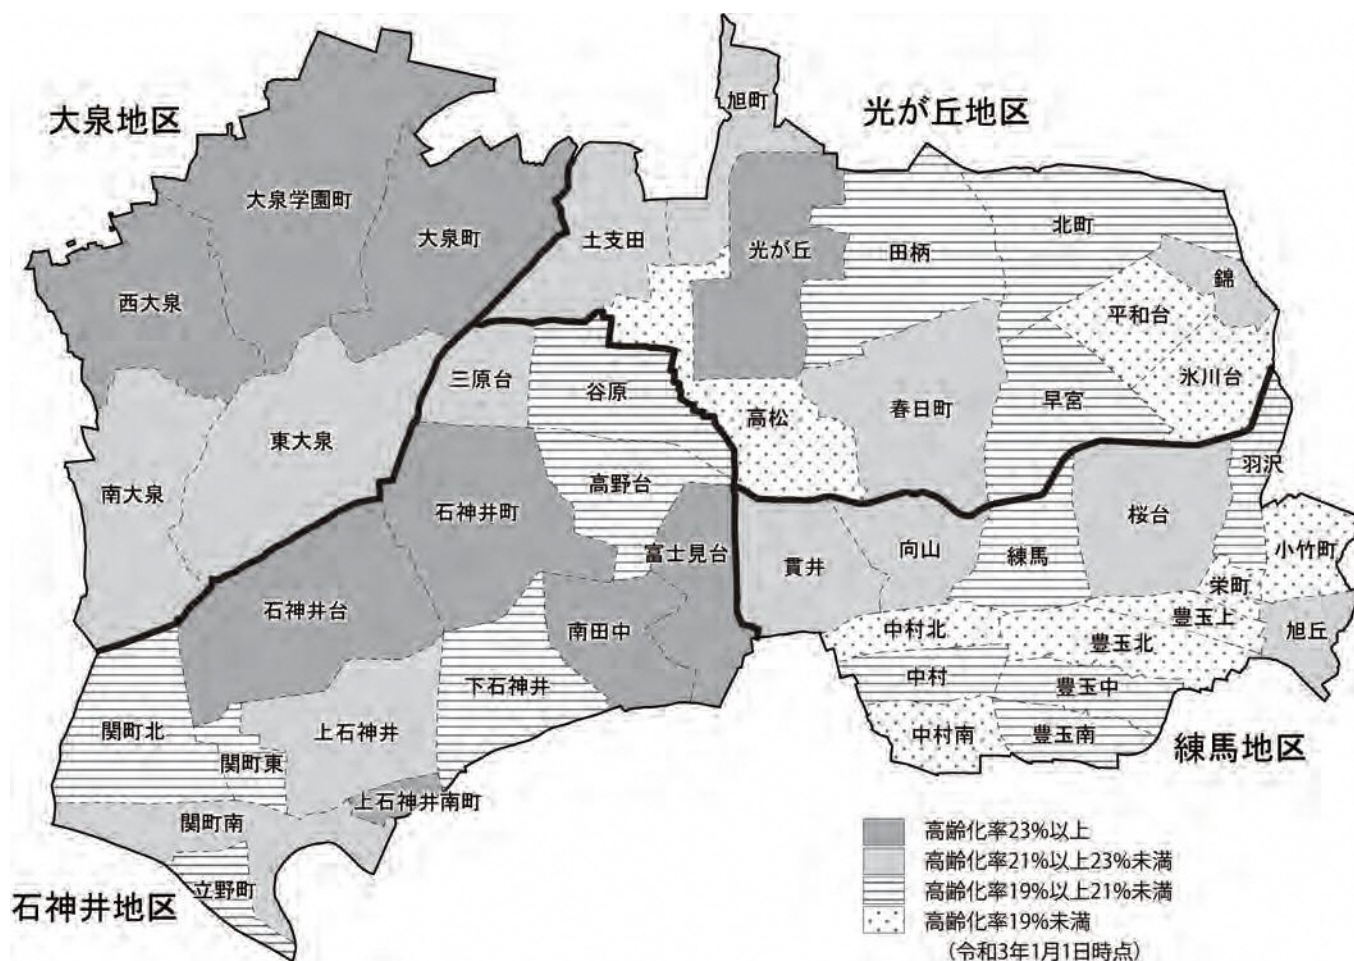 大泉地区
光が丘地区
旭町
大泉学園町
大泉町
土支田
光が丘
田柄
北町
錦
西大泉
平和台
三原台
谷原
氷川台
高松
春日町
早宮
東大泉
南大泉
高野台
羽沢
石神井町
桜台
富士見台
貫井
向山
練馬
小竹町
栄町
石神井台
南田中
中村北
豊玉上
豊玉北
旭丘
下石神井
中村
豊玉中
関町北
上石神井
関町東
中村南
豊玉南
練馬地区
上石神井南町
関町南
立野町
石神井地区
高齢化率23%以上
高齢化率21%以上23%未満
高齢化率19%以上21%未満
高齢化率19%未満
(令和3年1月1日時点)